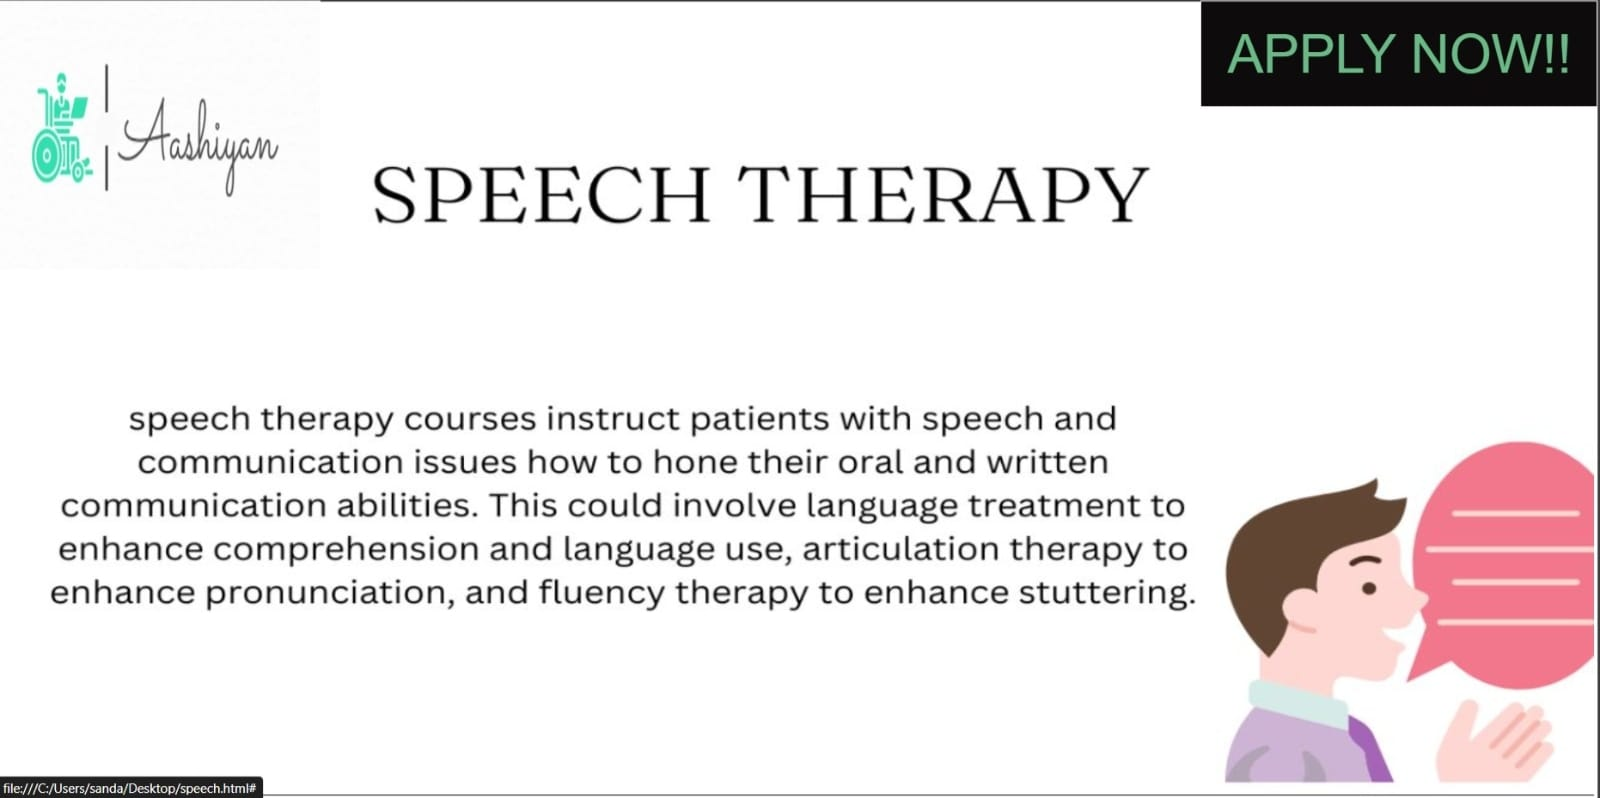 APPLY NOW!!
Aashiyan
SPEECH THERAPY
speech therapy courses instruct patients with speech and
communication issues how to hone their oral and written
communication abilities. This could involve language treatment to
enhance comprehension and language use, articulation therapy to
enhance pronunciation, and fluency therapy to enhance stuttering.
file:///C:/Users/sanda/Desktop/speech.html#